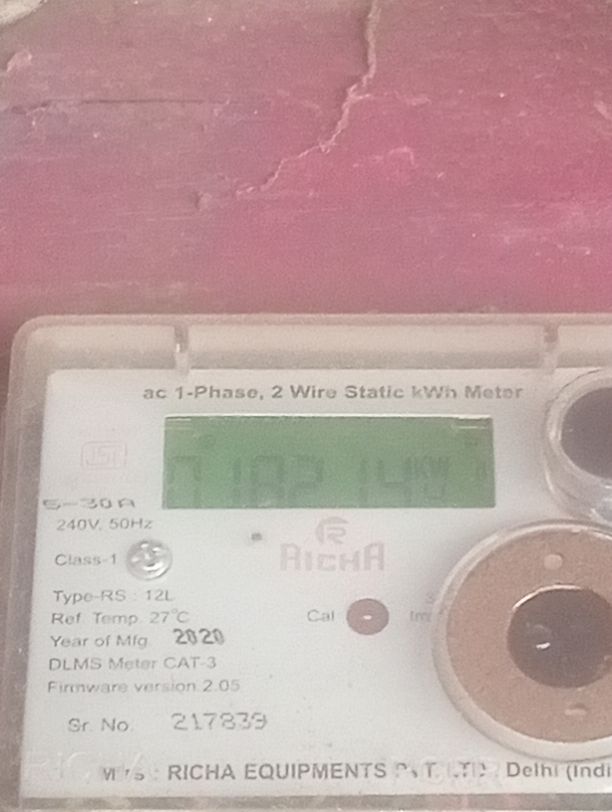 ac 1-Phase, 2 Wire Static kWh Meter
ISI
5-30A
240V, 50Hz
Class-1
RICHA
Type-RS : 12L
Ref. Temp. 27°C
Cal
Year of Mfg. 2020
DLMS Meter CAT-3
Firmware version 2.05
Sr. No. 217839
RICHA EQUIPMENTS Delhi